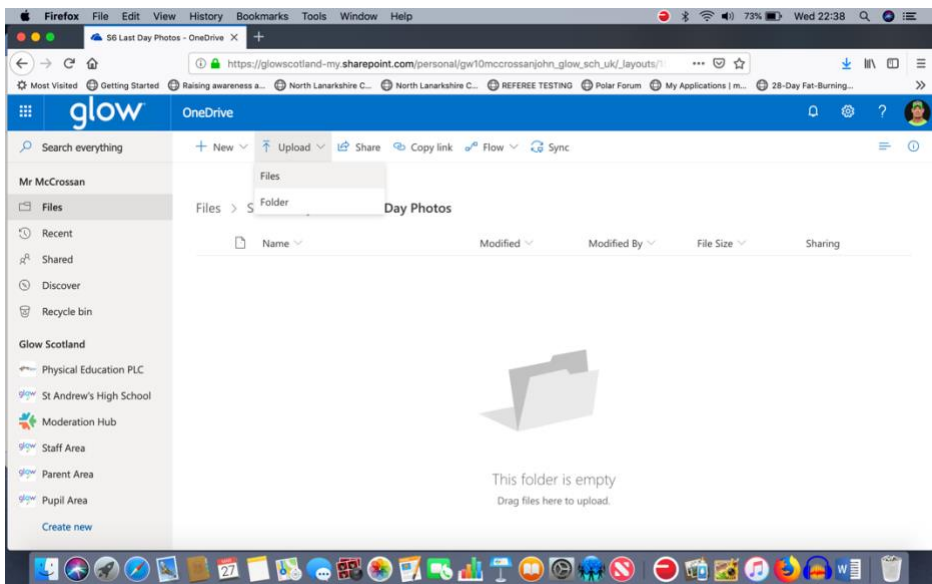 Firefox File Edit View History Bookmarks Tools Window Help 73% Wed 22:38
S6 Last Day Photos - OneDrive
https://glowscotland-my.sharepoint.com/personal/gw10mccrossanjohn_glow_sch_uk/_layouts/1
Most Visited Getting Started Raising awareness a... North Lanarkshire C... North Lanarkshire C... REFEREE TESTING Polar Forum My Applications | m... 28-Day Fat-Burning...
glow OneDrive ?
Search everything New Upload Share Copy link Flow Sync
Files
Folder
Mr McCrossan
Files
Recent
Shared
Discover
Recycle bin
Glow Scotland
Physical Education PLC
St Andrew's High School
Moderation Hub
Staff Area
Parent Area
Pupil Area
Create new
Files > S Day Photos
Name Modified Modified By File Size Sharing
This folder is empty
Drag files here to upload.
27